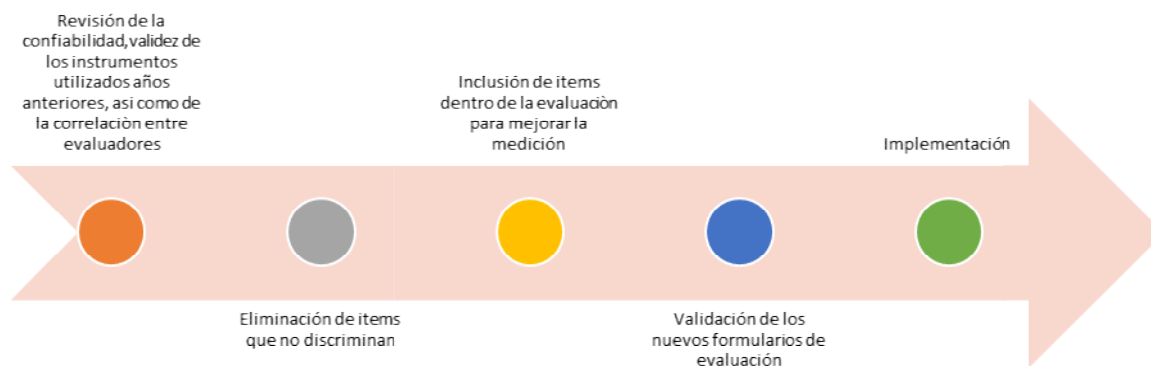 Revisión de la
confiabilidad,validez de
los instrumentos
utilizados años
anteriores, asi como de
la correlaciòn entre
evaluadores
Eliminación de items
que no discriminan
Inclusión de items
dentro de la evaluaciòn
para mejorar la
medición
Validación de los
nuevos formularios de
evaluación
Implementación